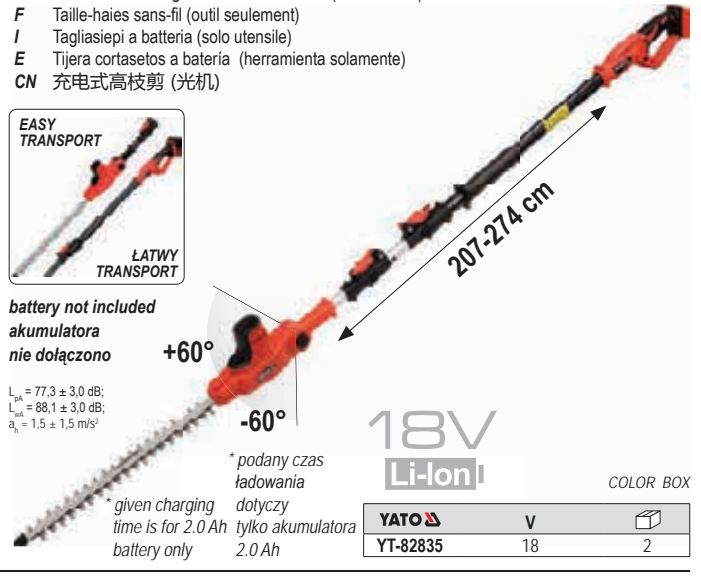 F Taille-haies sans-fil (outil seulement)
I Tagliasiepi a batteria (solo utensile)
E Tijera cortasetos a batería (herramienta solamente)
CN 充电式高枝剪 (光机)
EASY
TRANSPORT
ŁATWY
TRANSPORT
207-274 cm
battery not included
akumulatora
nie dołączono
+60°
-60°
LpA = 77,3 ± 3,0 dB;
LwA = 88,1 ± 3,0 dB;
ah = 1,5 ± 1,5 m/s²
* given charging
time is for 2.0 Ah
battery only
* podany czas
ładowania
dotyczy
tylko akumulatora
2.0 Ah
18V
Li-Ion
COLOR BOX
YATO V
YT-82835 18 2